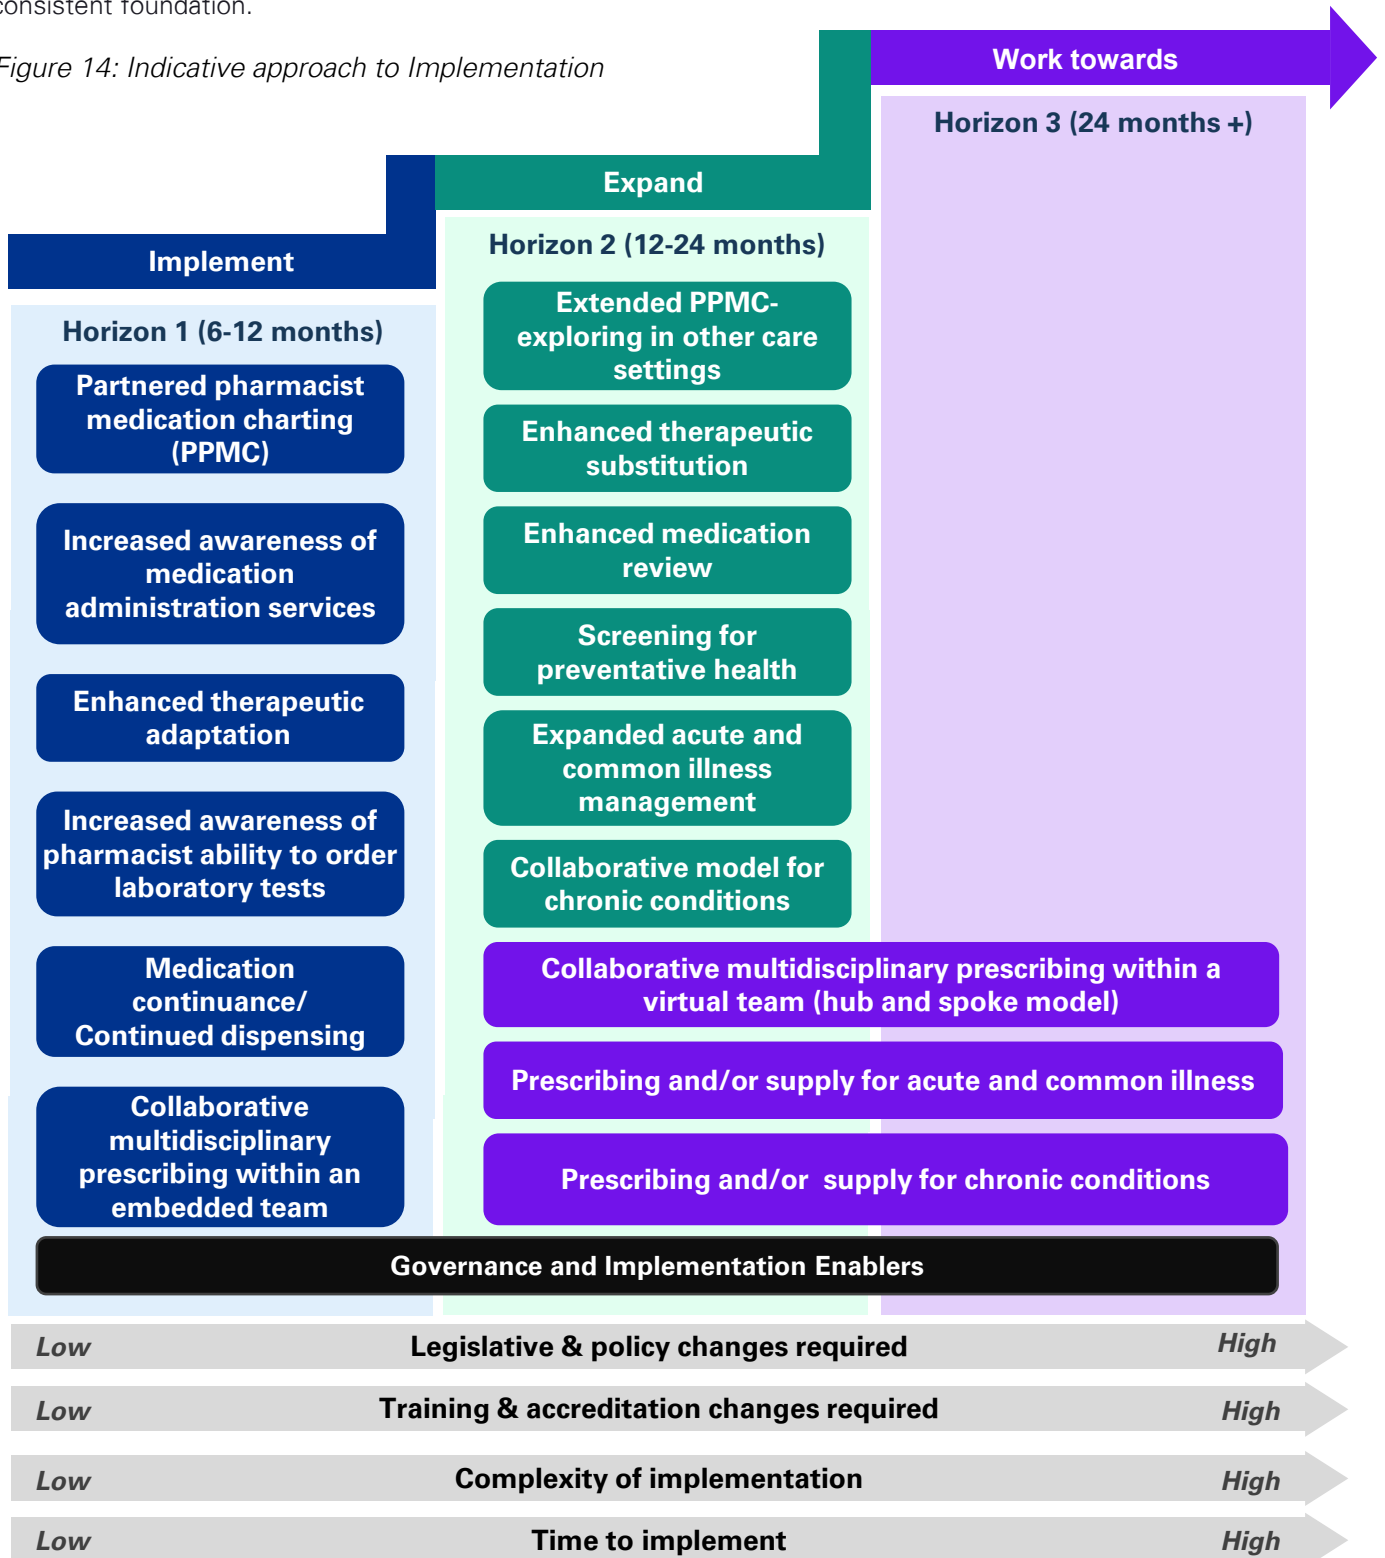 consistent foundation.
Figure 14: Indicative approach to Implementation
Work towards
Horizon 3 (24 months +)
Expand
Horizon 2 (12-24 months)
Implement
Horizon 1 (6-12 months)
Partnered pharmacist
medication charting
(PPMC)
Increased awareness of
medication
administration services
Enhanced therapeutic
adaptation
Increased awareness of
pharmacist ability to order
laboratory tests
Medication
continuance/
Continued dispensing
Collaborative
multidisciplinary
prescribing within an
embedded team
Extended PPMC-
exploring in other care
settings
Enhanced therapeutic
substitution
Enhanced medication
review
Screening for
preventative health
Expanded acute and
common illness
management
Collaborative model for
chronic conditions
Collaborative multidisciplinary prescribing within a
virtual team (hub and spoke model)
Prescribing and/or supply for acute and common illness
Prescribing and/or  supply for chronic conditions
Governance and Implementation Enablers
Low Legislative & policy changes required High
Low Training & accreditation changes required High
Low Complexity of implementation High
Low Time to implement High